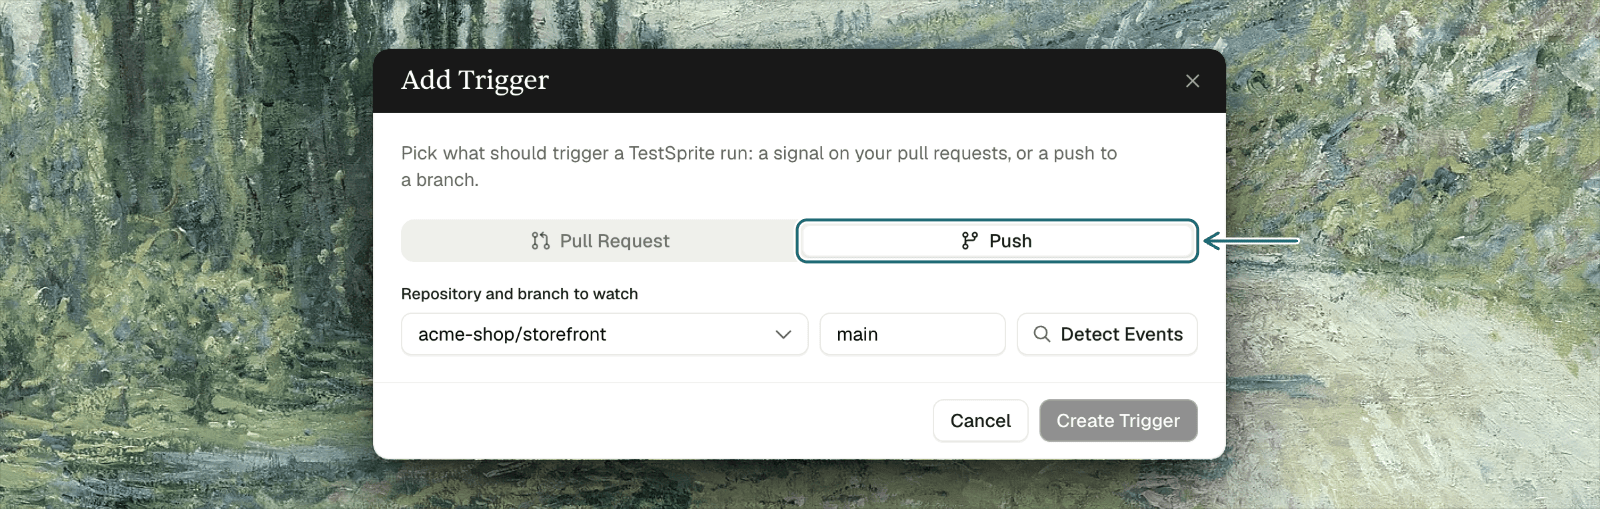 Add Trigger
Pick what should trigger a TestSprite run: a signal on your pull requests, or a push to
a branch.
Pull Request
Push
Repository and branch to watch
acme-shop/storefront
main
Detect Events
Cancel
Create Trigger